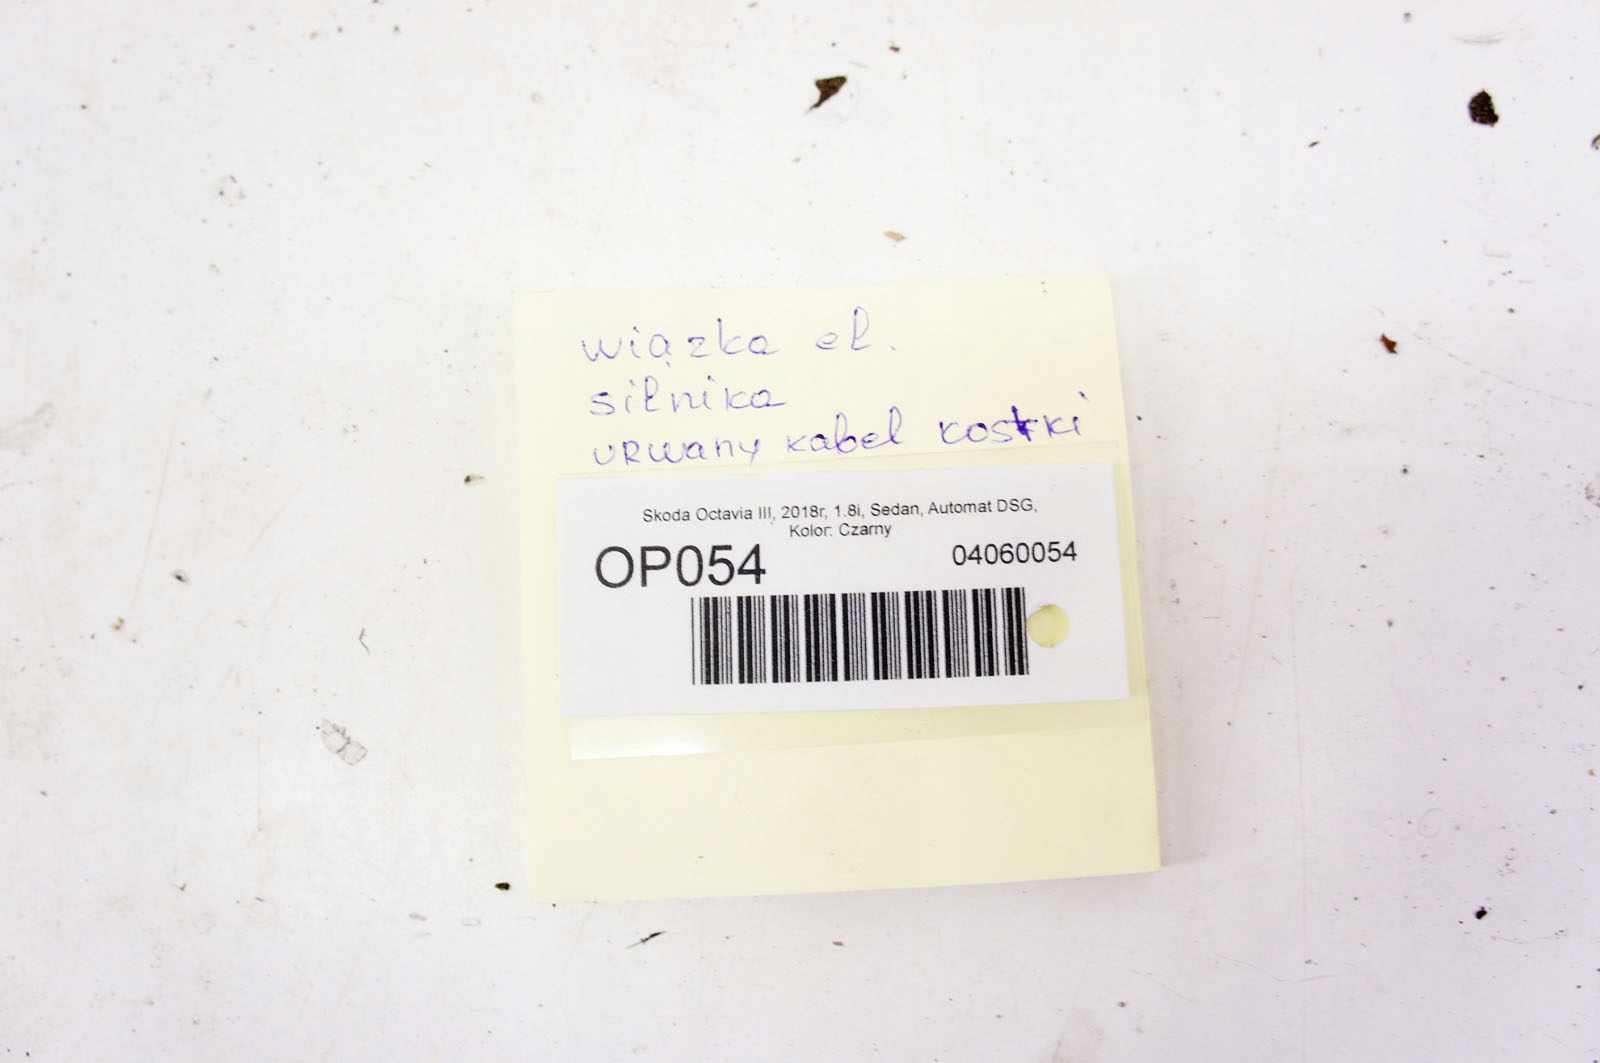 wiązka el.
silnika
urwany kabel kostki
Skoda Octavia III, 2018r, 1.8i, Sedan, Automat DSG,
Kolor: Czarny
OP054
04060054